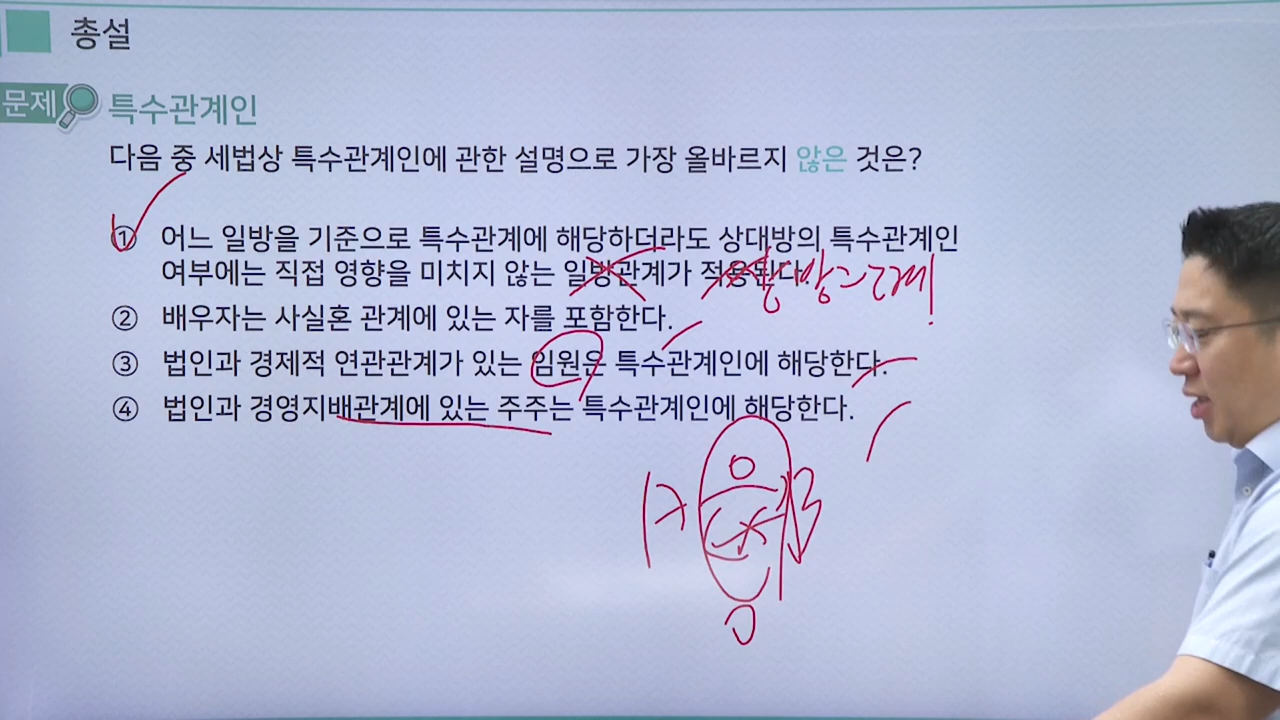 총설
문제
특수관계인
다음 중 세법상 특수관계인에 관한 설명으로 가장 올바르지 않은 것은?
① 어느 일방을 기준으로 특수관계에 해당하더라도 상대방의 특수관계인
여부에는 직접 영향을 미치지 않는 일방관계가 적용된다.
쌍방관계!
② 배우자는 사실혼 관계에 있는 자를 포함한다.
③ 법인과 경제적 연관관계가 있는 임원은 특수관계인에 해당한다.
④ 법인과 경영지배관계에 있는 주주는 특수관계인에 해당한다.